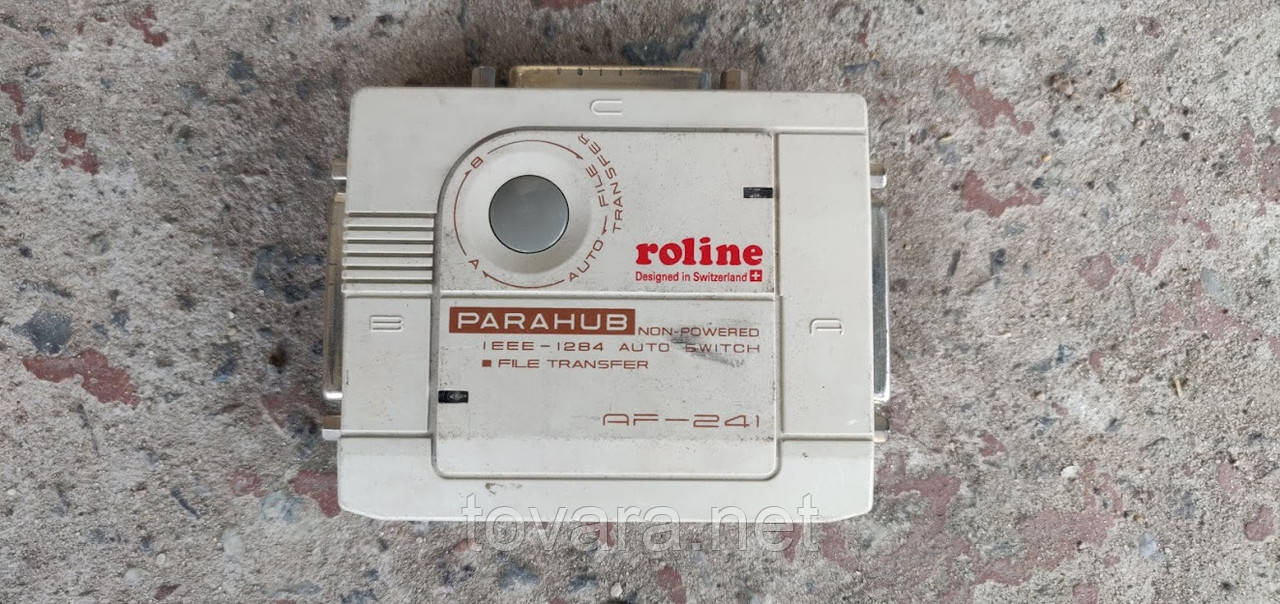 C
B
FILE TRANSFER
AUTO
A
roline
Designed in Switzerland
B
PARAHUB NON-POWERED
A
IEEE-1284 AUTO SWITCH
■ FILE TRANSFER
AF-241
tovara.net